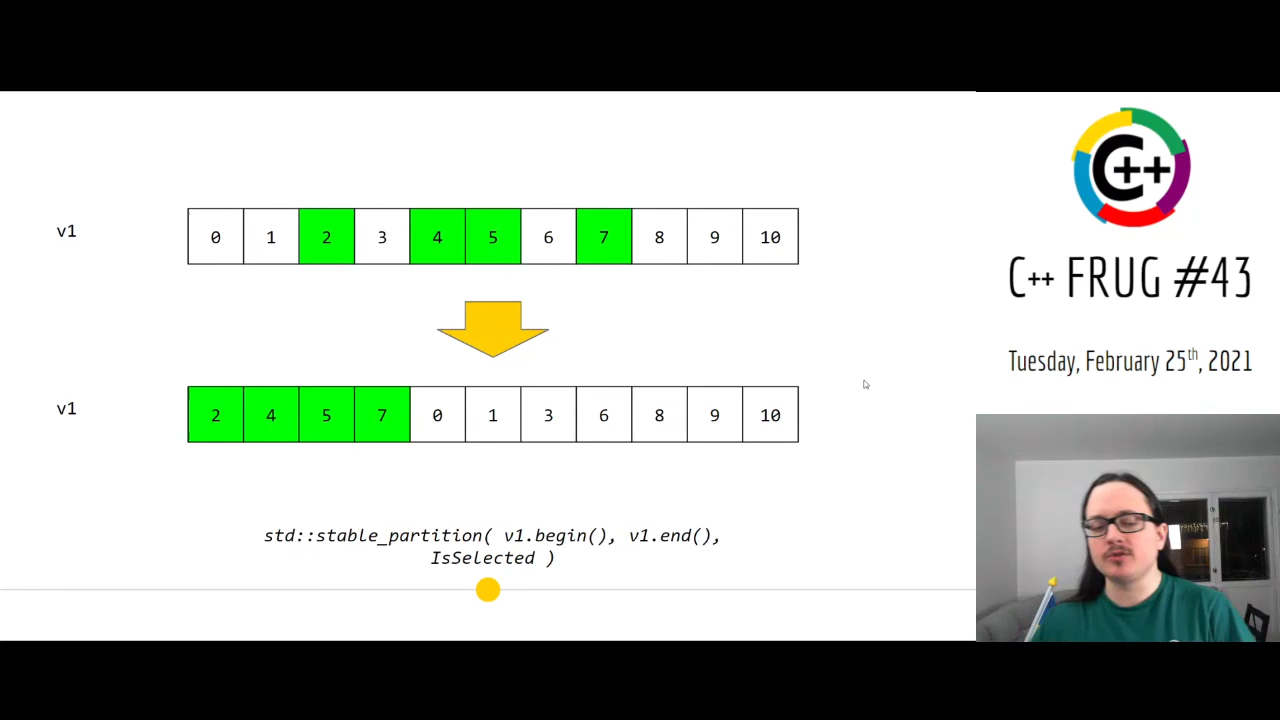 v1
0 1 2 3 4 5 6 7 8 9 10
v1
2 4 5 7 0 1 3 6 8 9 10
std::stable_partition( v1.begin(), v1.end(),
IsSelected )
C++
C++ FRUG #43
Tuesday, February 25th, 2021